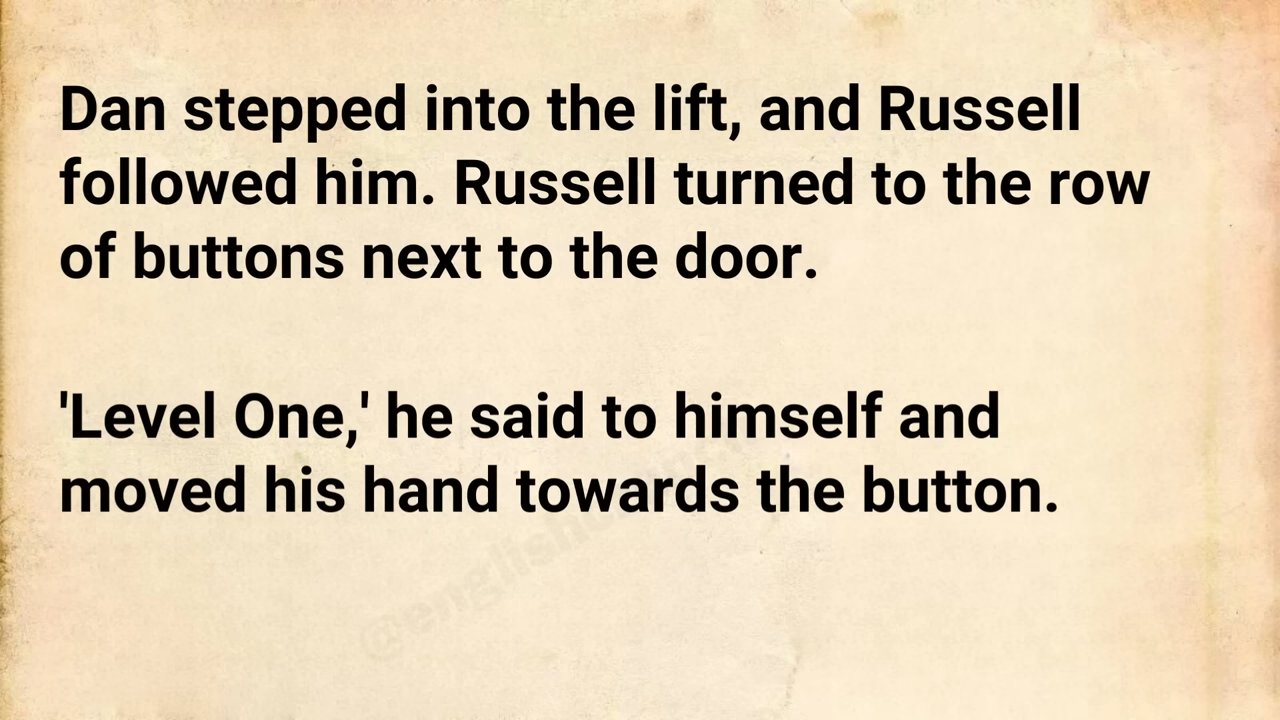 Dan stepped into the lift, and Russell
followed him. Russell turned to the row
of buttons next to the door.
'Level One,' he said to himself and
moved his hand towards the button.